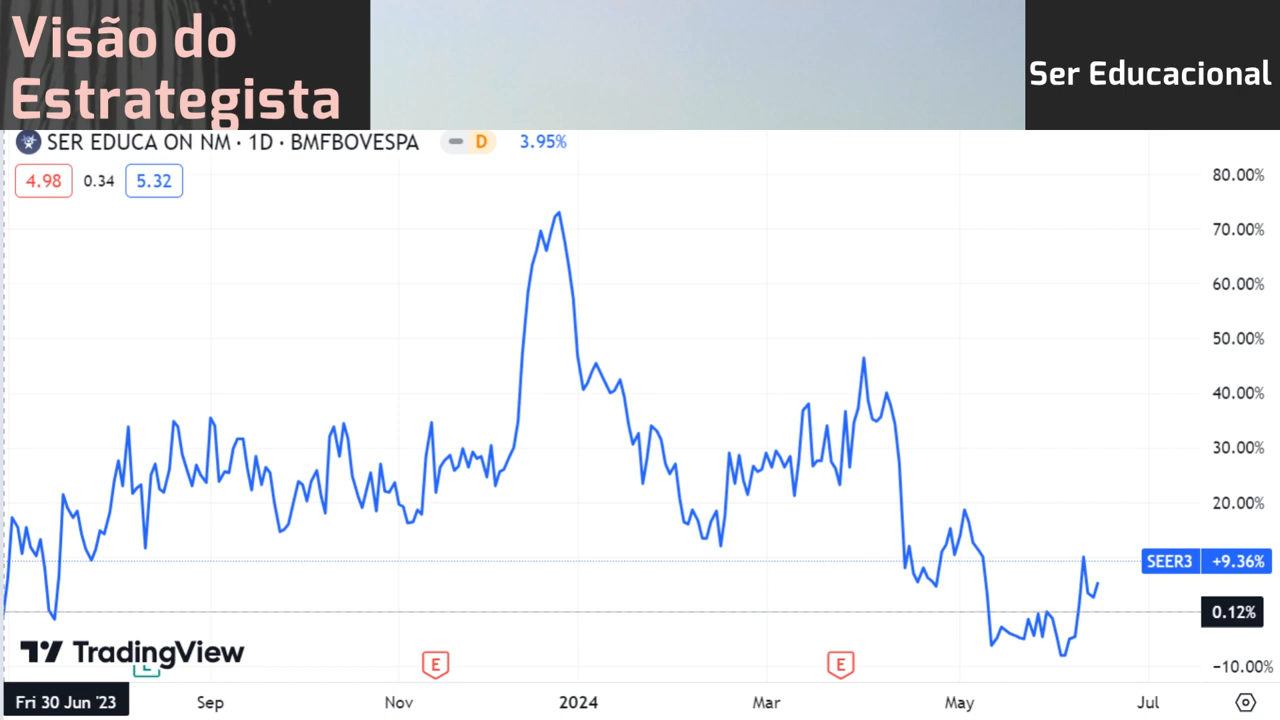 Visão do
Estrategista
Ser Educacional
SER EDUCA ON NM · 1D · BMFBOVESPA D 3.95%
4.98 0.34 5.32
80.00%
70.00%
60.00%
50.00%
40.00%
30.00%
20.00%
SEER3 +9.36%
0.12%
−10.00%
TradingView
E E
Fri 30 Jun '23 Sep Nov 2024 Mar May Jul